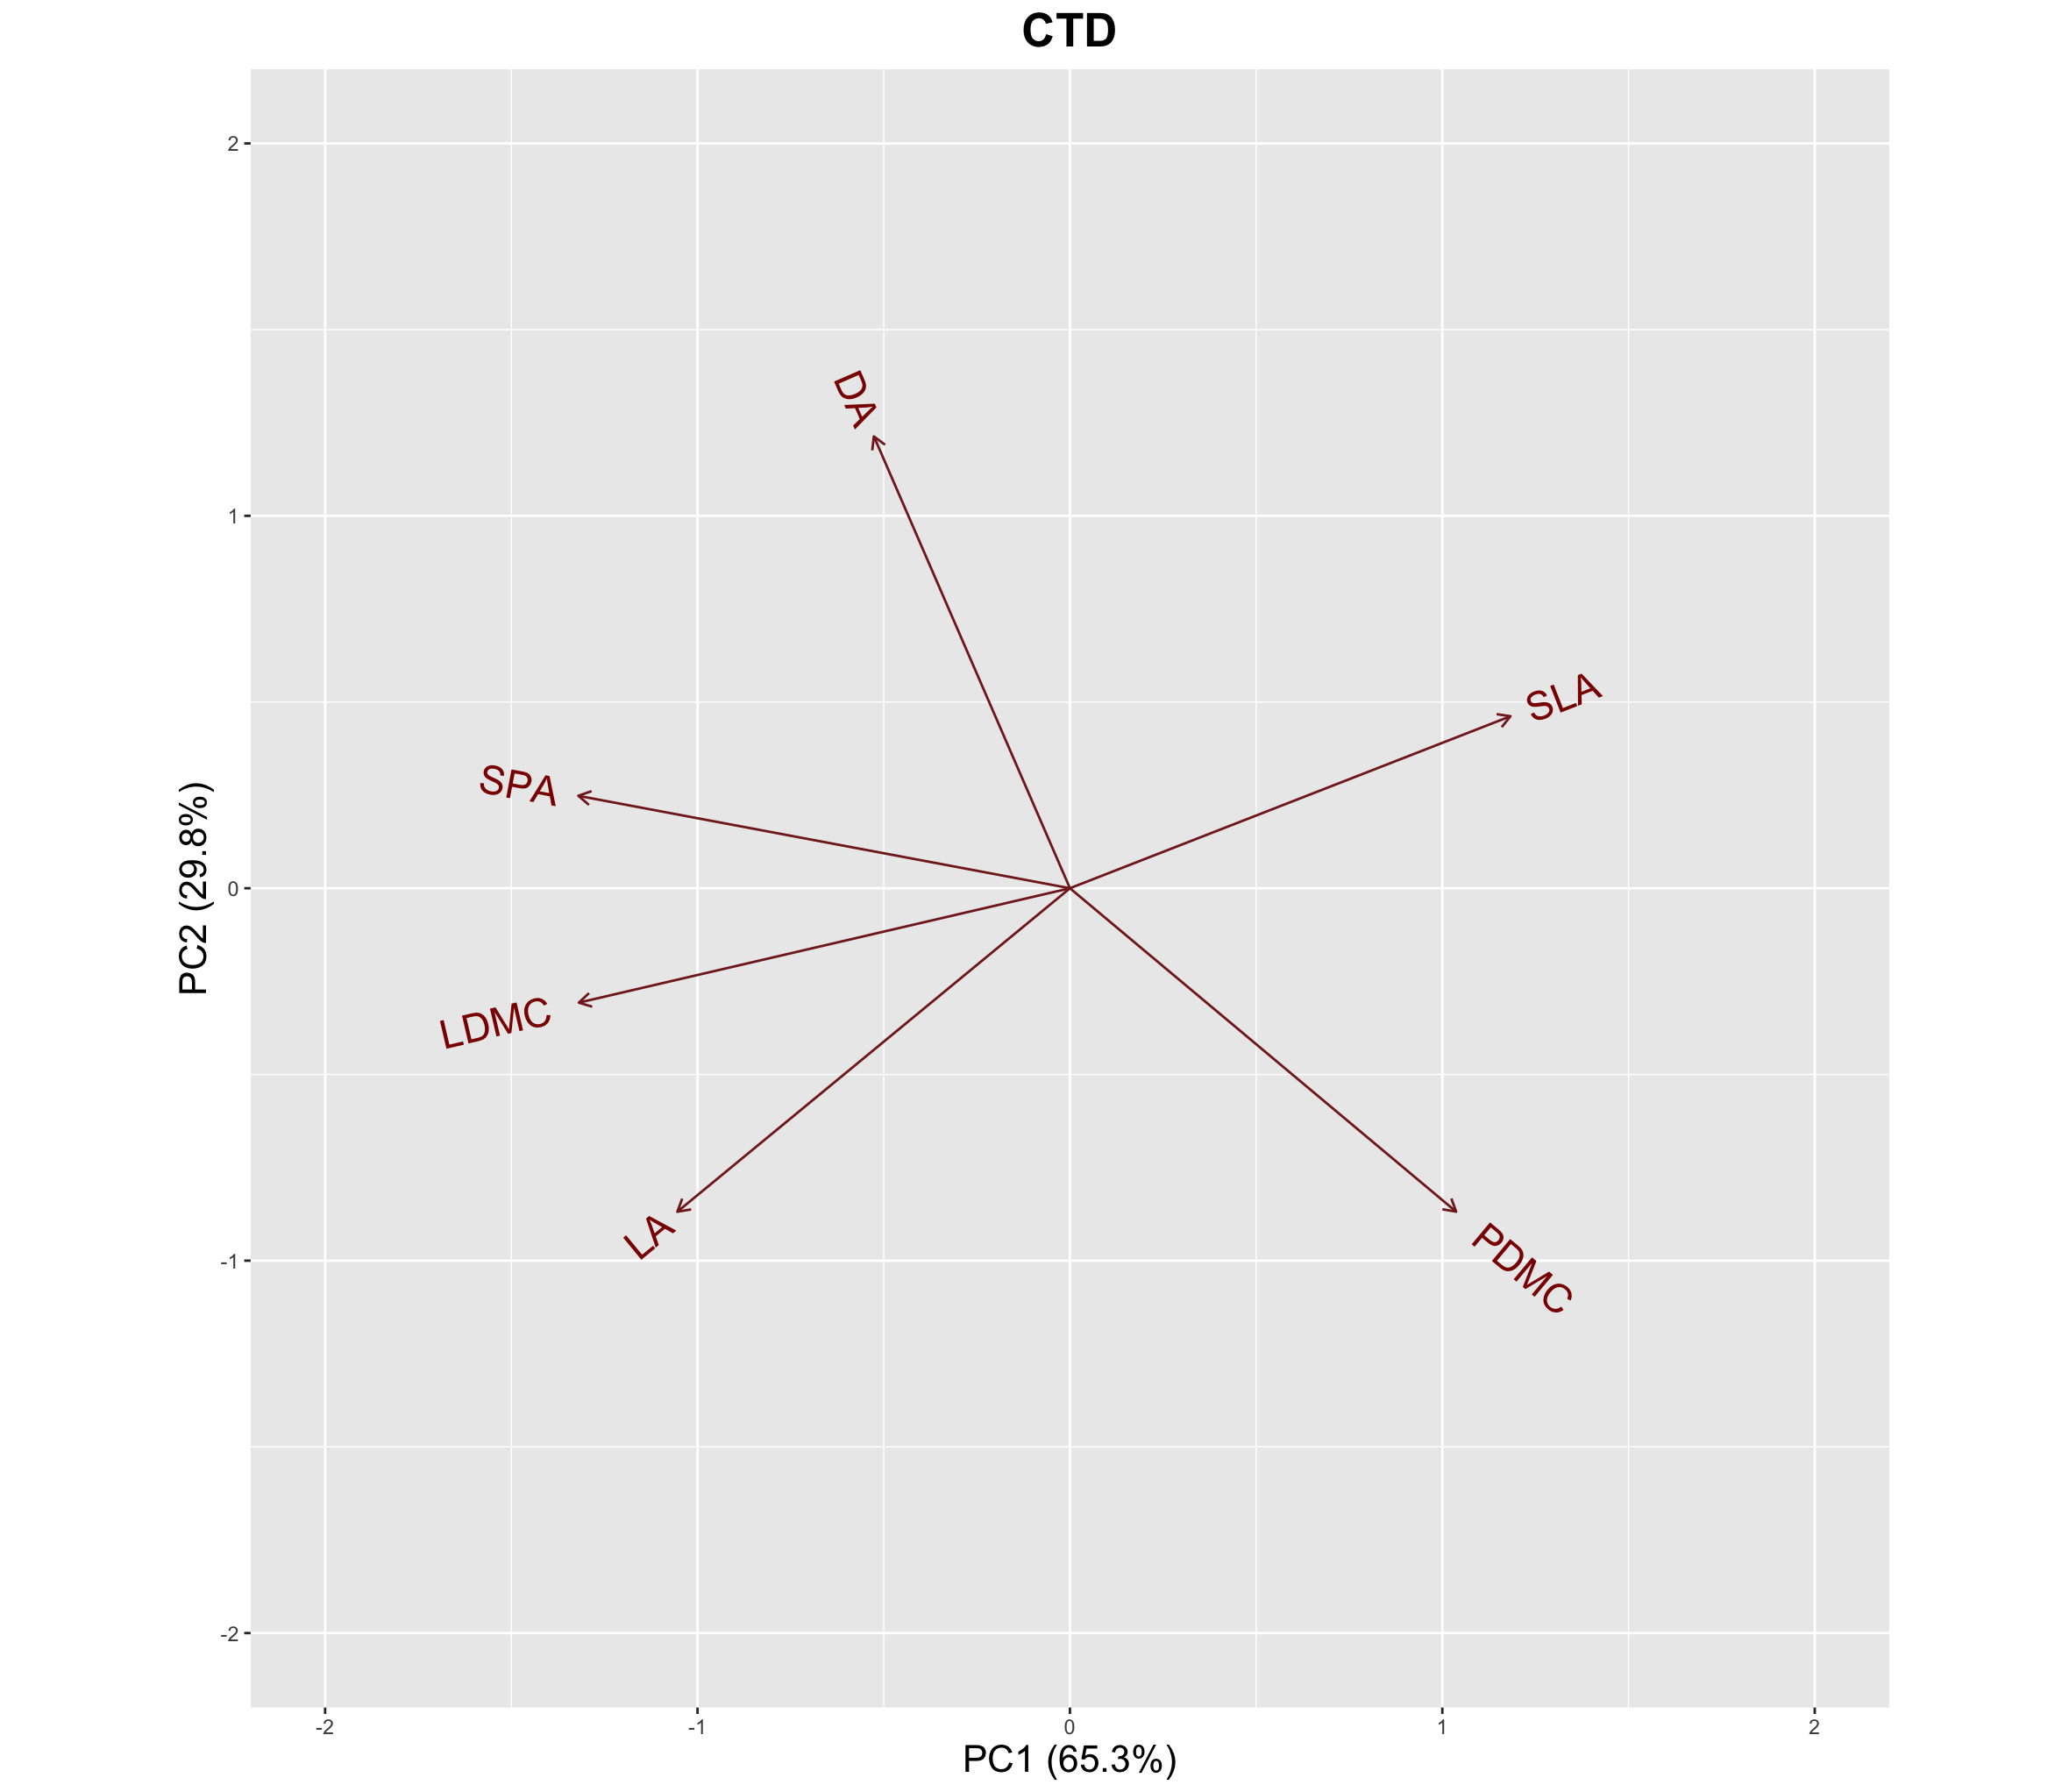 CTD
2
1
0
-1
-2
PC2 (29.8%)
DA
SLA
SPA
LDMC
LA
PDMC
-2
-1
0
1
2
PC1 (65.3%)